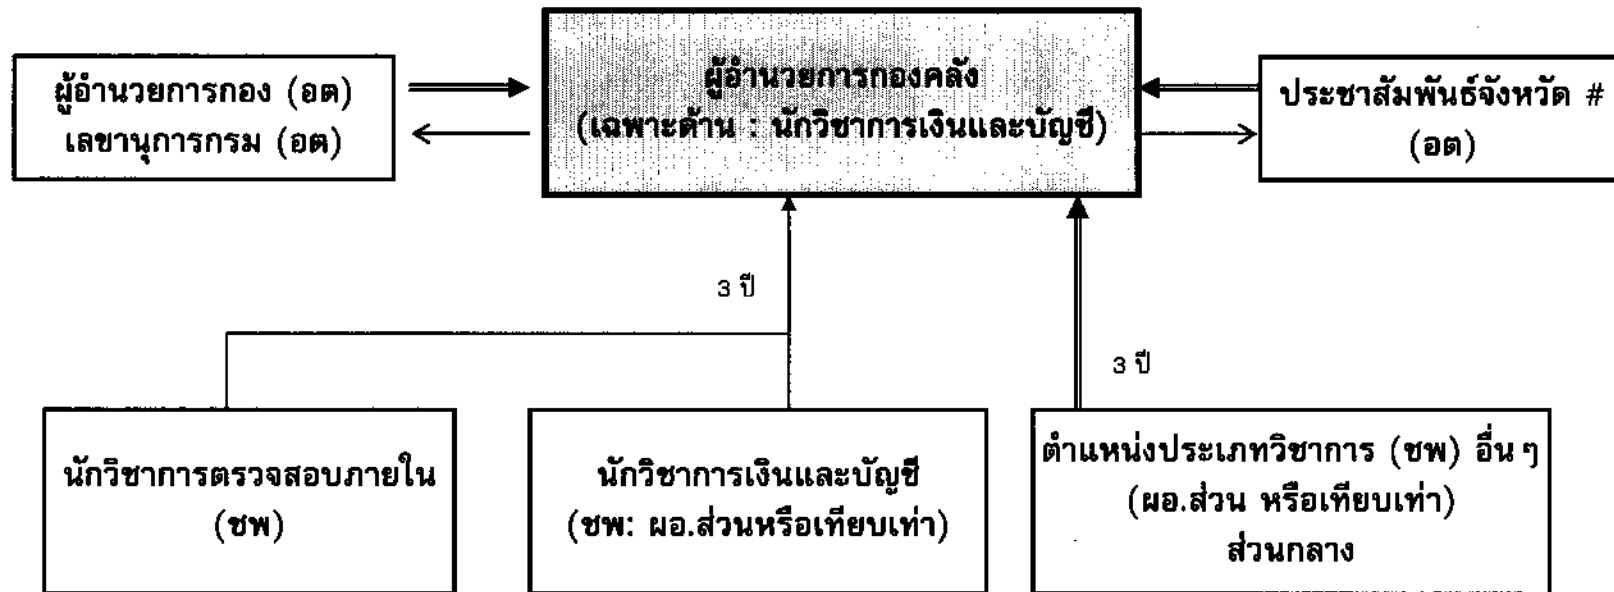 ผู้อำนวยการกอง (อต)
เลขานุการกรม (อต)
ผู้อำนวยการกองคลัง
(เฉพาะด้าน : นักวิชาการเงินและบัญชี)
ประชาสัมพันธ์จังหวัด #
(อต)
3 ปี
3 ปี
นักวิชาการตรวจสอบภายใน
(ชพ)
นักวิชาการเงินและบัญชี
(ชพ: ผอ.ส่วนหรือเทียบเท่า)
ตำแหน่งประเภทวิชาการ (ชพ) อื่น ๆ
(ผอ.ส่วน หรือเทียบเท่า)
ส่วนกลาง